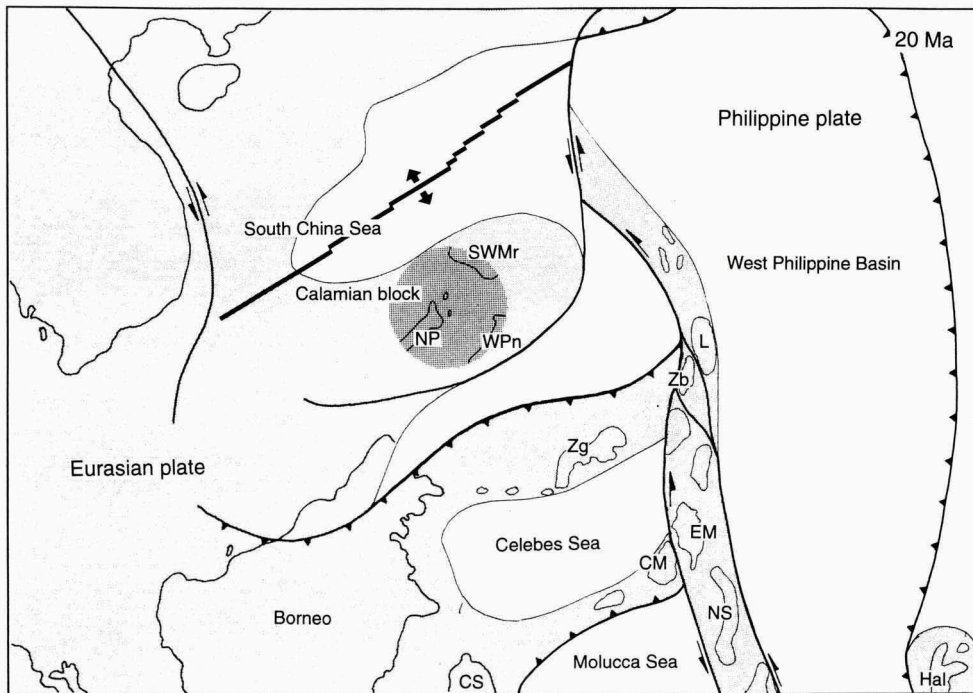 20 Ma
Philippine plate
South China Sea
SWMr
West Philippine Basin
Calamian block
NP
WPn
L
Zb
Eurasian plate
Zg
Celebes Sea
EM
CM
Borneo
NS
Molucca Sea
CS
Hal